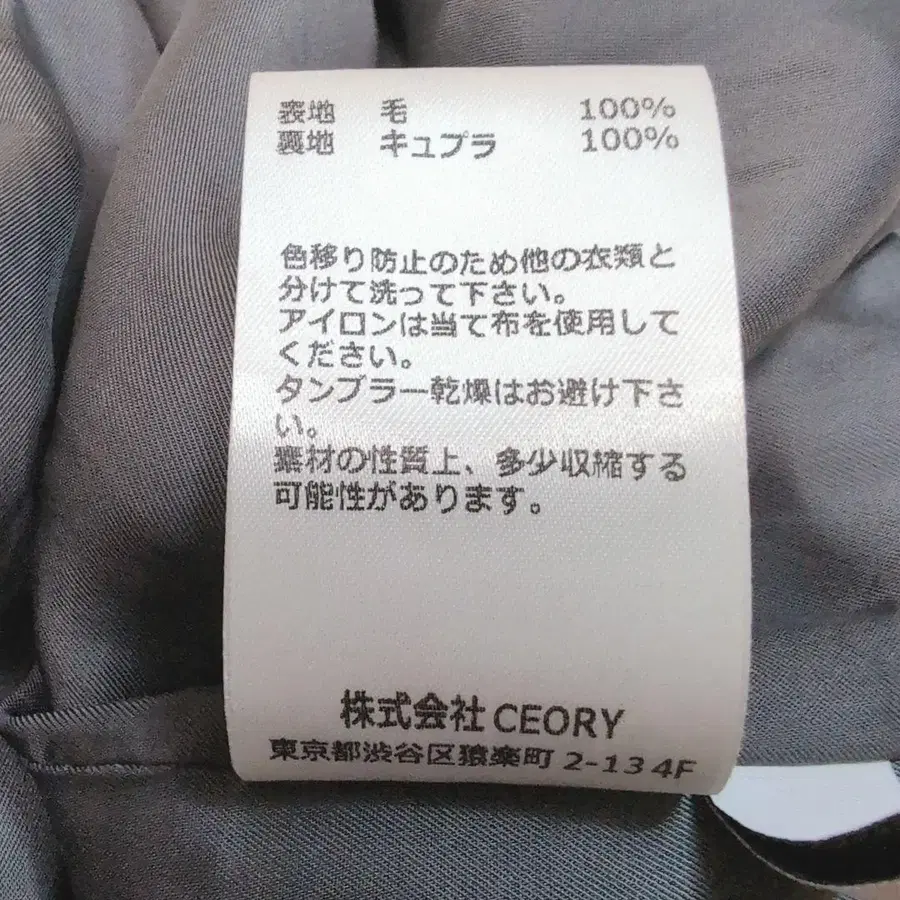 表地 毛 100%
裏地 キュプラ 100%
色移り防止のため他の衣類と
分けて洗って下さい。
アイロンは当て布を使用して
ください。
タンブラー乾燥はお避け下さ
い。
素材の性質上、多少収縮する
可能性があります。
株式会社 CEORY
東京都渋谷区猿楽町 2-13 4F